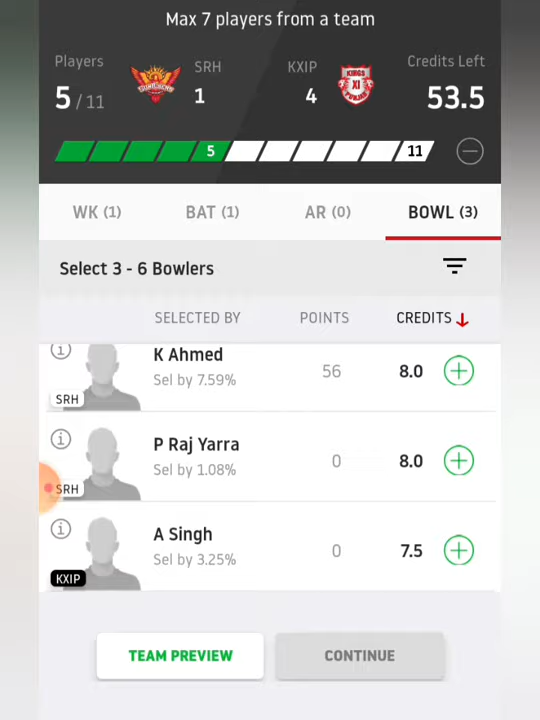 Max 7 players from a team
Players
SRH
KXIP
Credits Left
5 / 11
1
4
53.5
5
11
WK (1)
BAT (1)
AR (0)
BOWL (3)
Select 3 - 6 Bowlers
SELECTED BY
POINTS
CREDITS
K Ahmed
Sel by 7.59%
56
8.0
SRH
P Raj Yarra
Sel by 1.08%
0
8.0
SRH
A Singh
Sel by 3.25%
0
7.5
KXIP
TEAM PREVIEW
CONTINUE